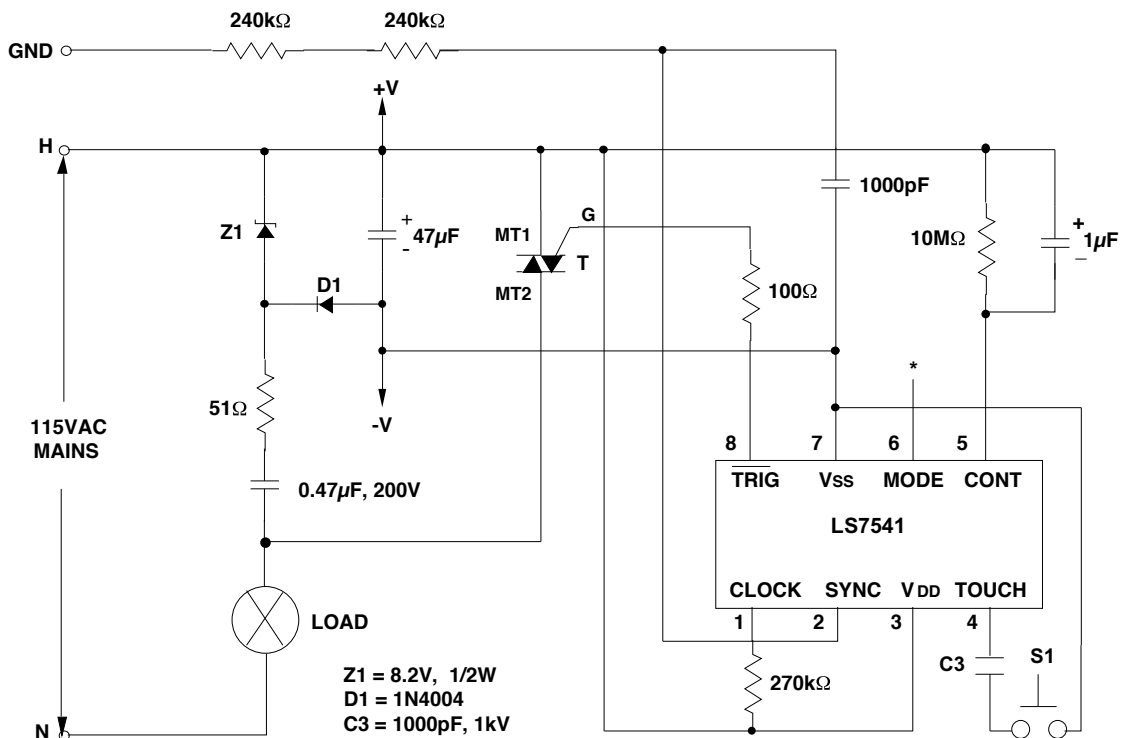 240kΩ
240kΩ
GND
+V
H
1000pF
G
+
Z1
47µF
-
MT1
10MΩ
+
1µF
–
T
D1
MT2
100Ω
*
51Ω
-V
115VAC
MAINS
8
7
6
5
0.47µF, 200V
TRIG
VSS
MODE
CONT
LS7541
CLOCK
SYNC
VDD
TOUCH
LOAD
1
2
3
4
C3
S1
Z1 = 8.2V, 1/2W
270kΩ
D1 = 1N4004
C3 = 1000pF, 1kV
N